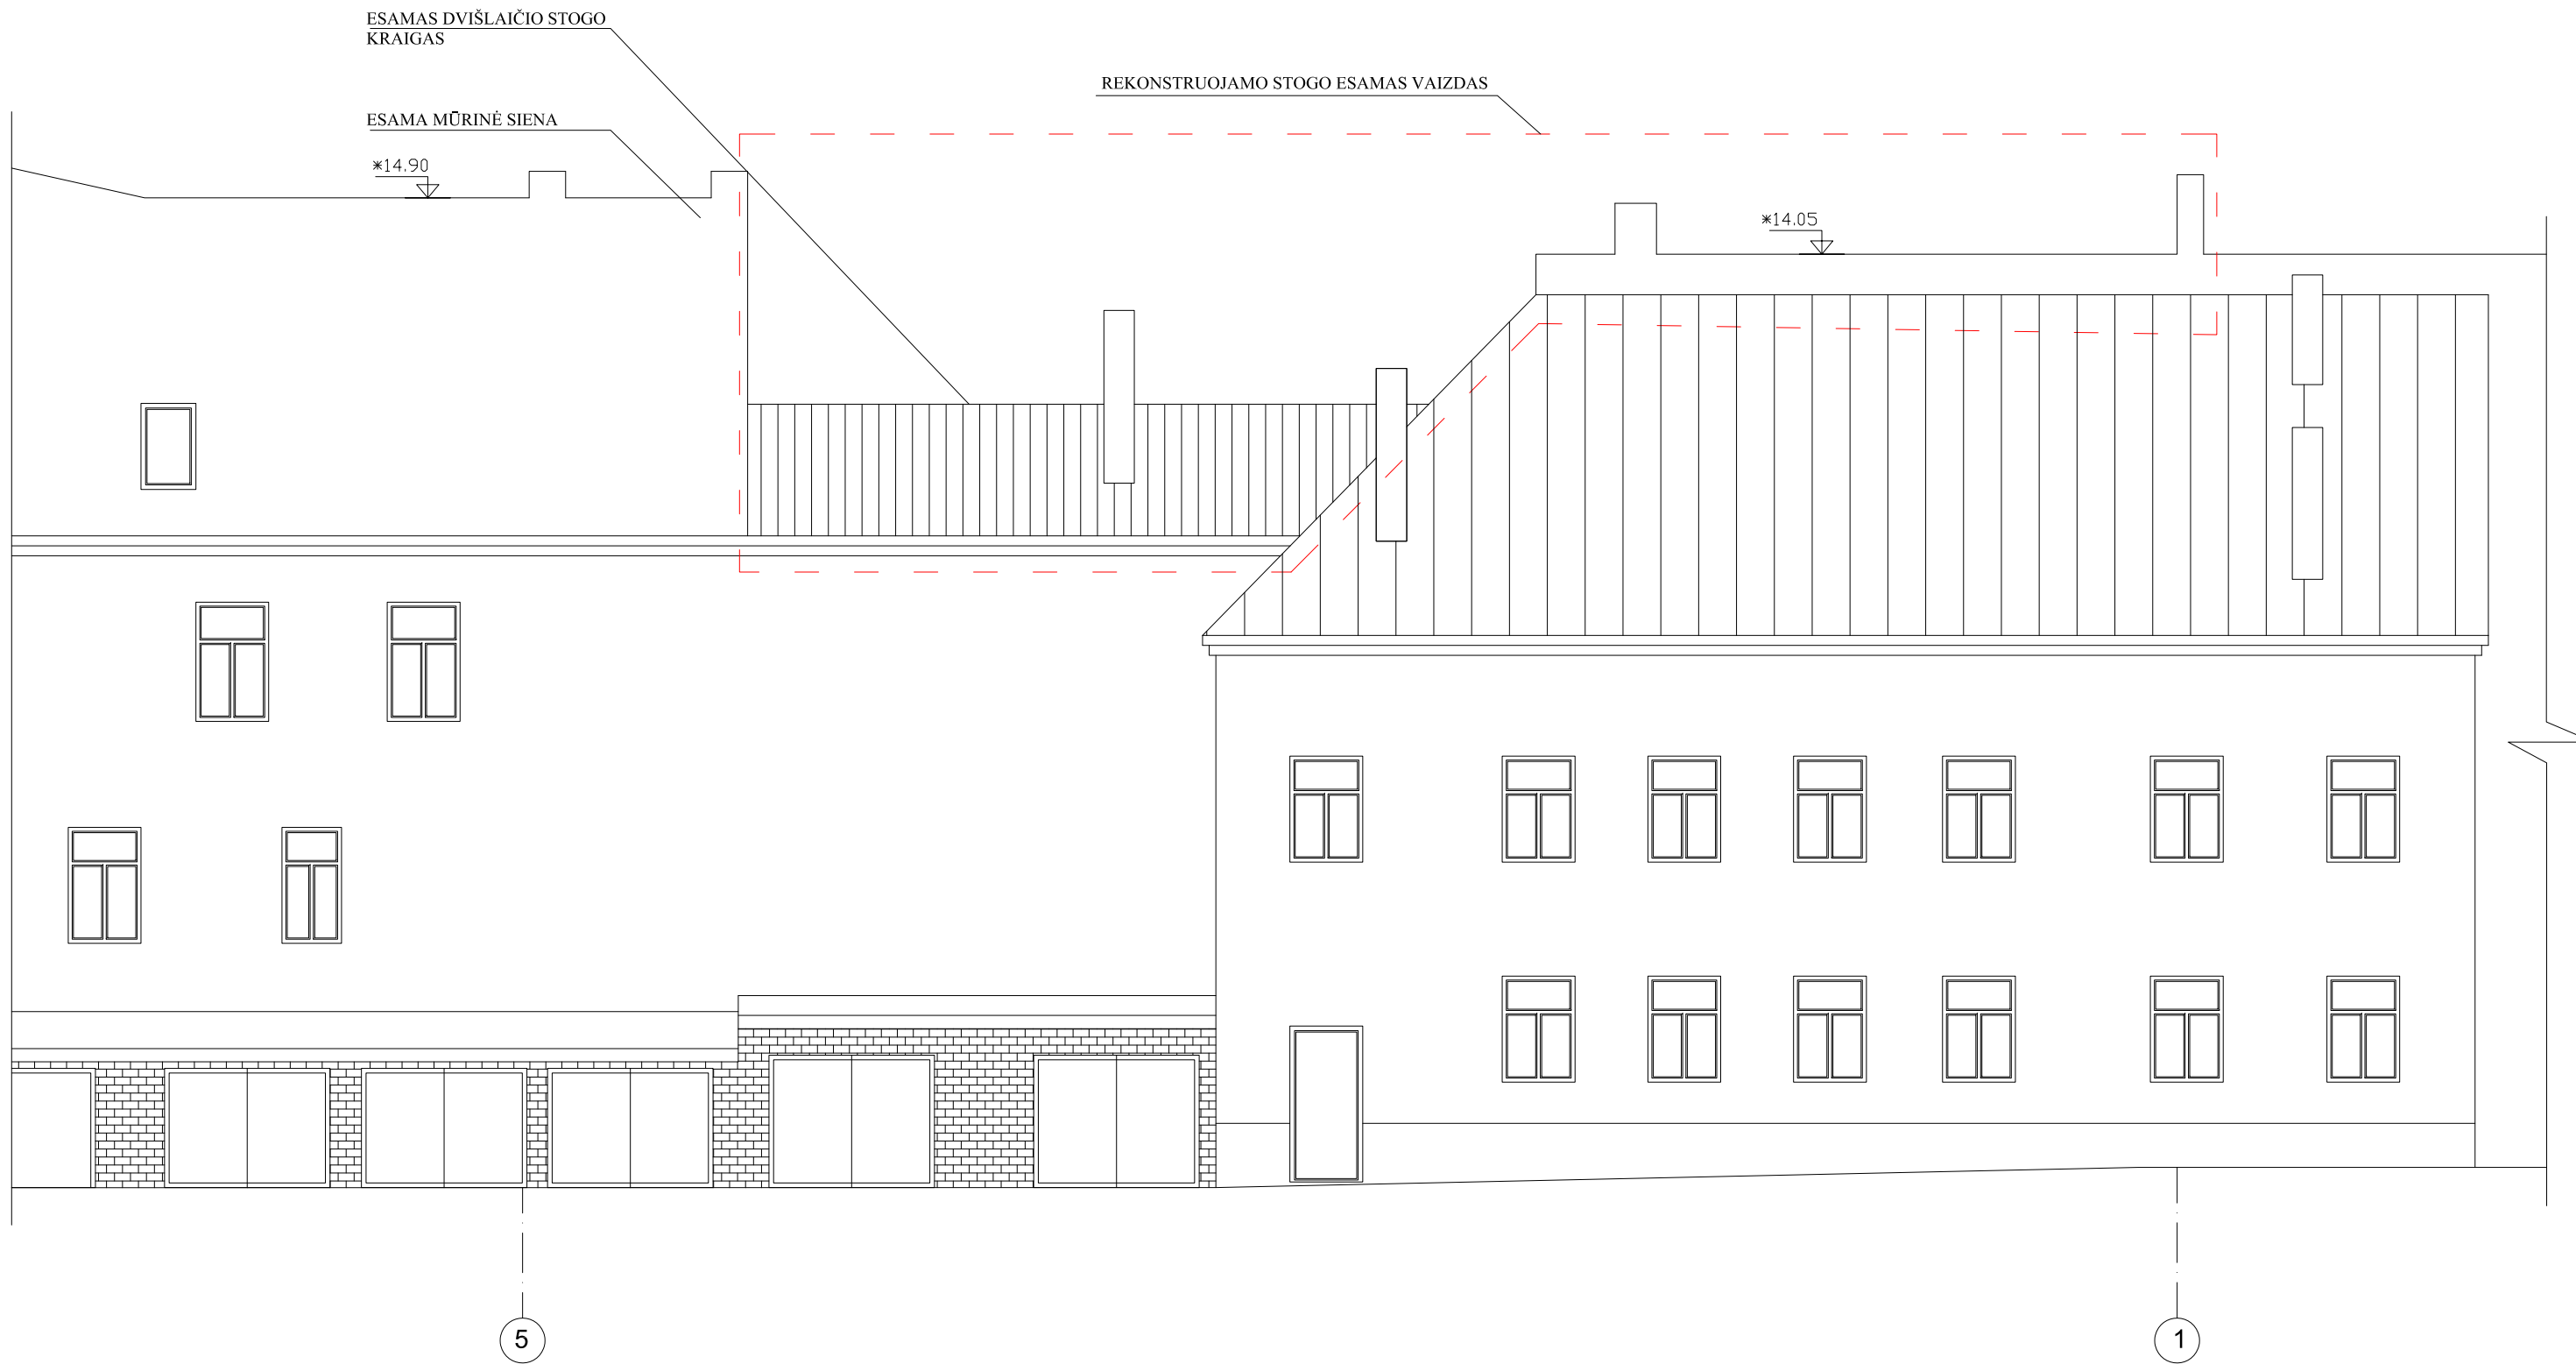 ESAMAS DVIŠLAIČIO STOGO
KRAIGAS
REKONSTRUOJAMO STOGO ESAMAS VAIZDAS
ESAMA MŪRINĖ SIENA
*14.90
*14.05
5
1